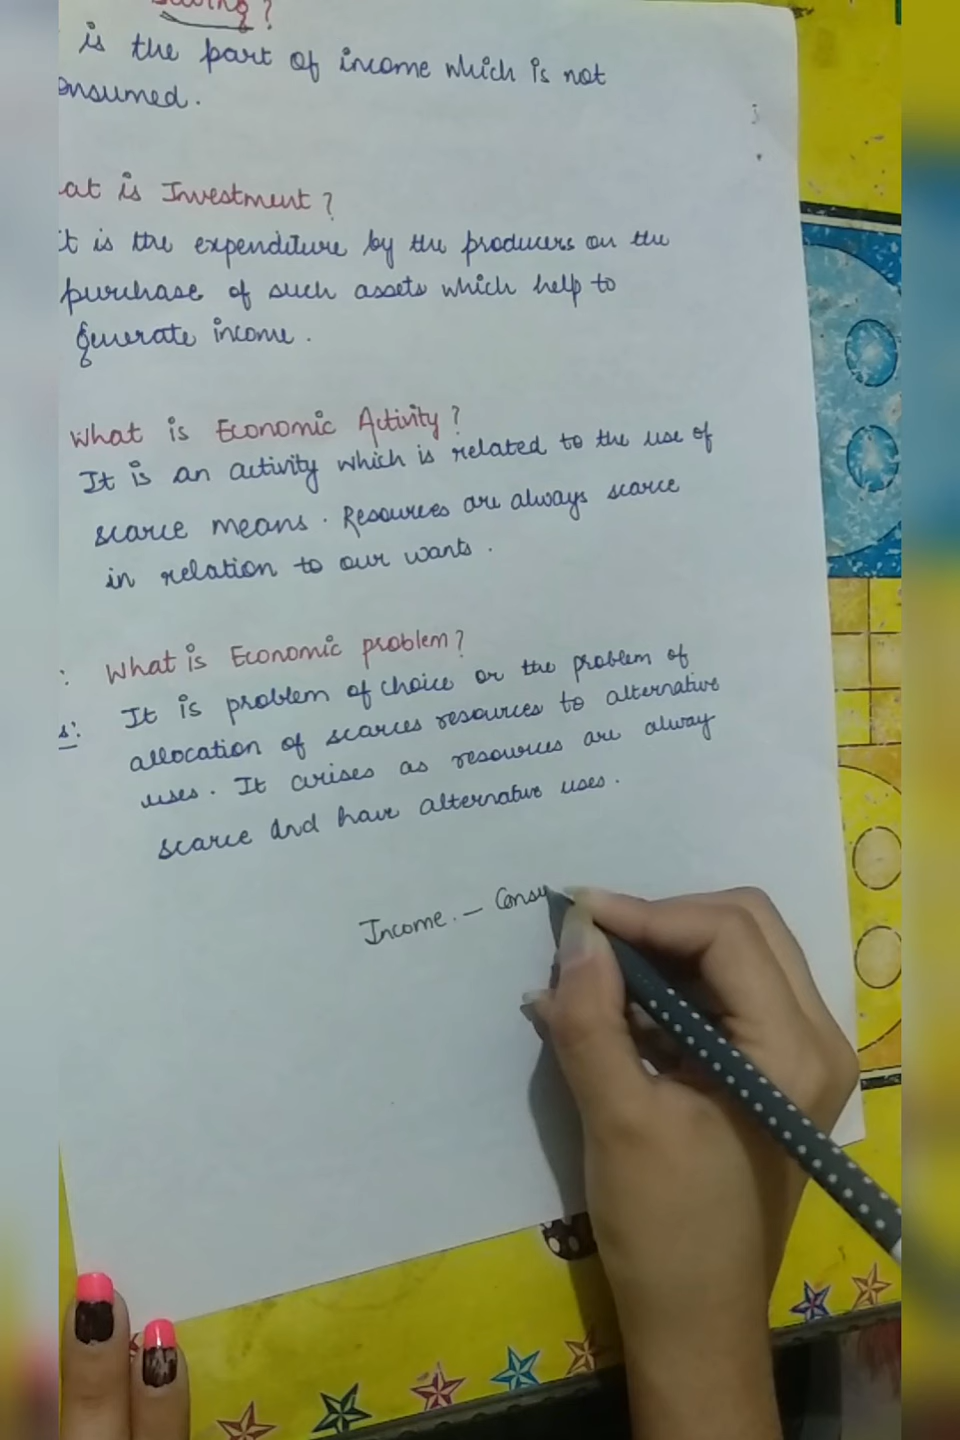 Saving?
is the part of income which is not
onsumed.
at is Investment?
It is the expenditure by the producers on the
purchase of such assets which help to
generate income.
What is Economic Activity?
It is an activity which is related to the use of
scarce means. Resources are always scarce
in relation to our wants.
: What is Economic problem?
s: It is problem of choice or the problem of
allocation of scarces resources to alternative
uses. It arises as resources are alway
scarce and have alternative uses.
Income. - Consu